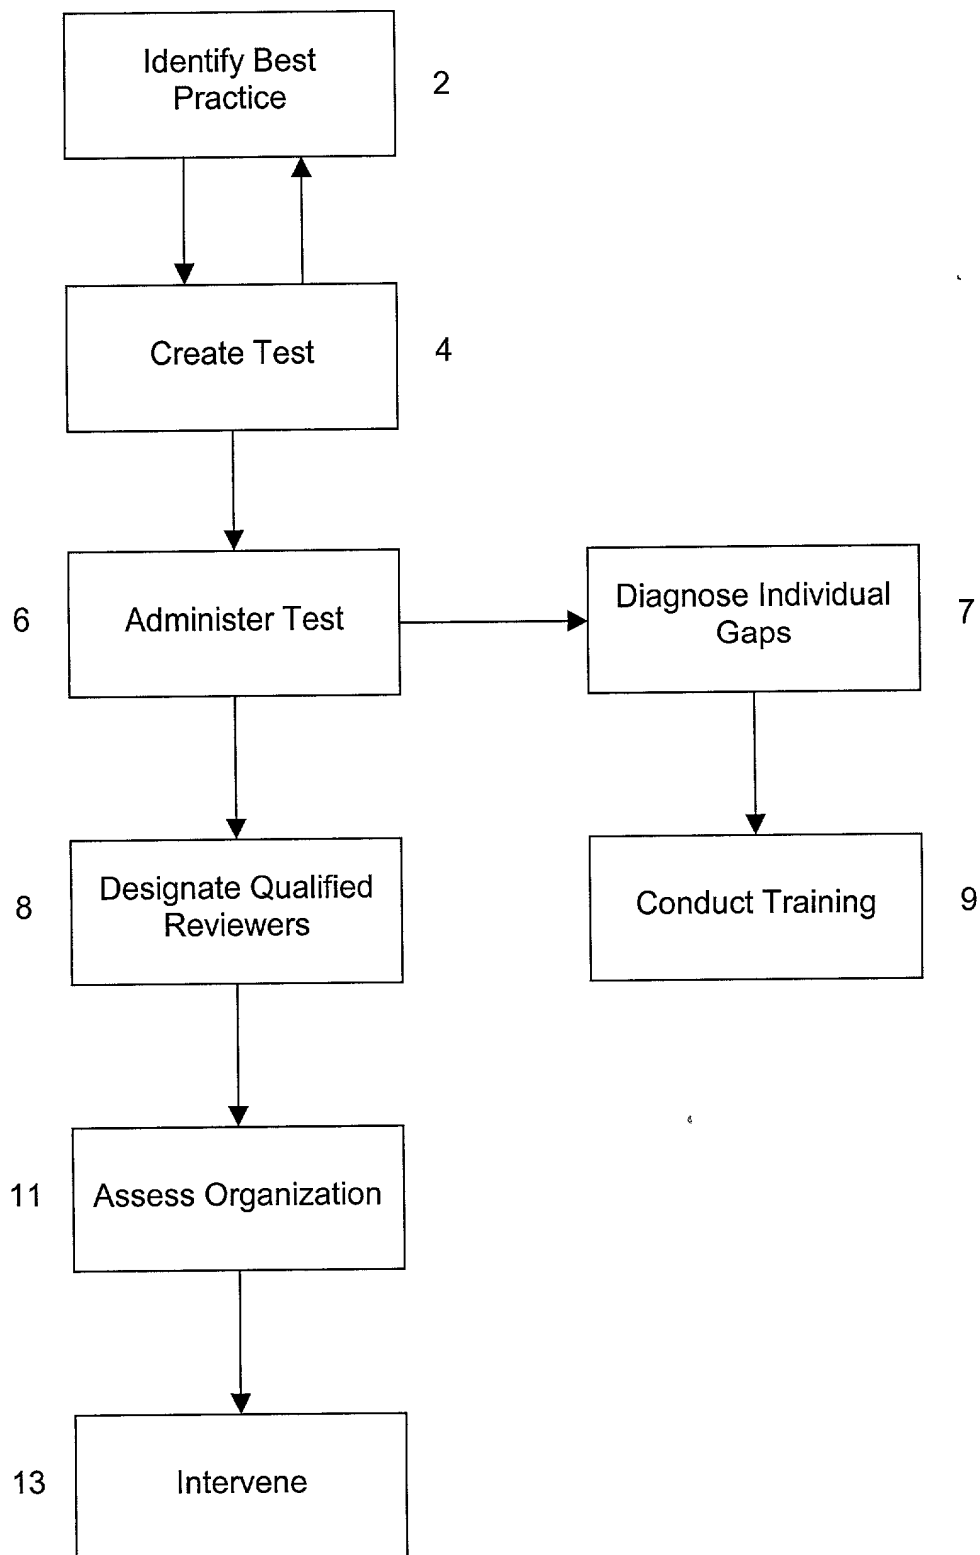 Identify Best
Practice
2
Create Test
4
6
Administer Test
Diagnose Individual
Gaps
7
8
Designate Qualified
Reviewers
Conduct Training
9
11
Assess Organization
13
Intervene